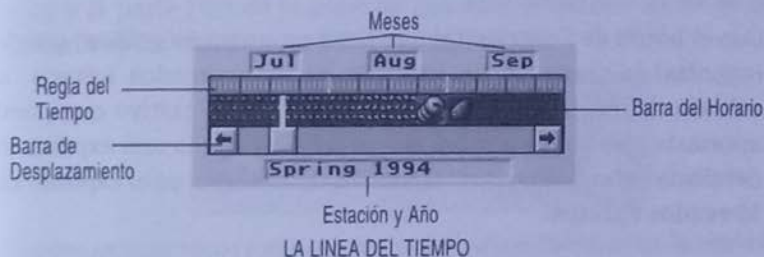 Meses
Jul Aug Sep
Regla del
Tiempo
Barra del Horario
Barra de
Desplazamiento
Spring 1994
Estación y Año
LA LINEA DEL TIEMPO